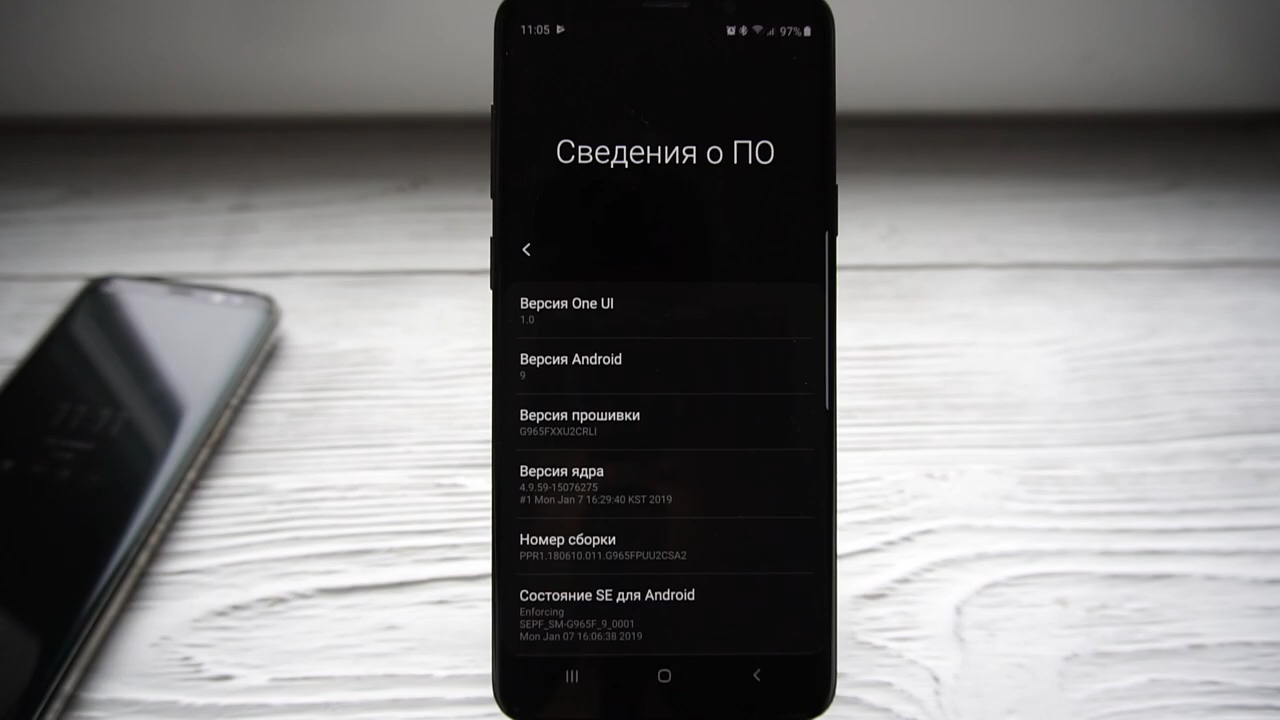 11:05
97%
Сведения о ПО
Версия One UI
1.0
Версия Android
9
Версия прошивки
G965FXXU2CRLI
Версия ядра
4.9.59-15076275
#1 Mon Jan 7 16:29:40 KST 2019
Номер сборки
PPR1.180610.011.G965FPUU2CSA2
Состояние SE для Android
Enforcing
SEPF_SM-G965F_9_0001
Mon Jan 07 16:06:38 2019
11:11